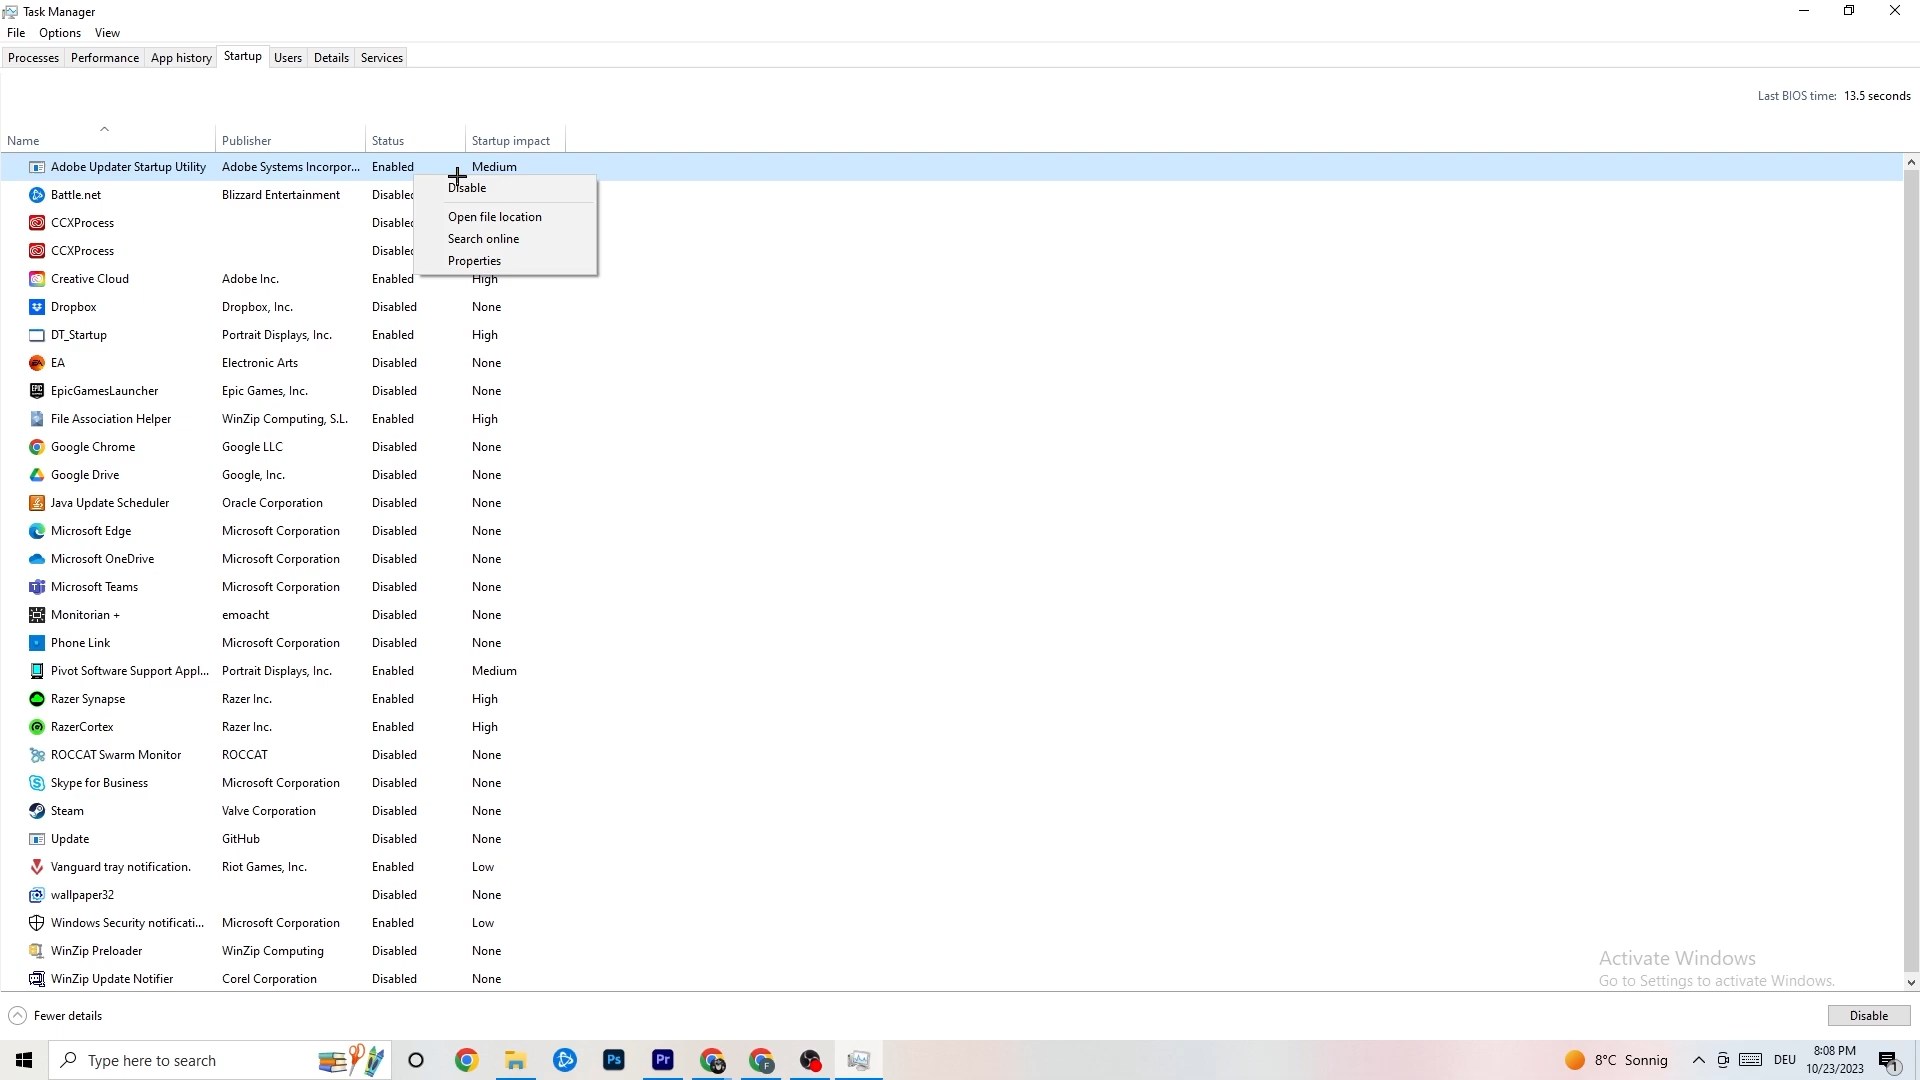 Task Manager
File Options View
Processes Performance App history Startup Users Details Services
Last BIOS time: 13.5 seconds
Name Publisher Status Startup impact
Adobe Updater Startup Utility Adobe Systems Incorpor... Enabled Medium
Battle.net Blizzard Entertainment Disabled
CCXProcess Disabled
CCXProcess Disabled
Disable
Open file location
Search online
Properties
Creative Cloud Adobe Inc. Enabled High
Dropbox Dropbox, Inc. Disabled None
DT_Startup Portrait Displays, Inc. Enabled High
EA Electronic Arts Disabled None
EpicGamesLauncher Epic Games, Inc. Disabled None
File Association Helper WinZip Computing, S.L. Enabled High
Google Chrome Google LLC Disabled None
Google Drive Google, Inc. Disabled None
Java Update Scheduler Oracle Corporation Disabled None
Microsoft Edge Microsoft Corporation Disabled None
Microsoft OneDrive Microsoft Corporation Disabled None
Microsoft Teams Microsoft Corporation Disabled None
Monitorian + emoacht Disabled None
Phone Link Microsoft Corporation Disabled None
Pivot Software Support Appl... Portrait Displays, Inc. Enabled Medium
Razer Synapse Razer Inc. Enabled High
RazerCortex Razer Inc. Enabled High
ROCCAT Swarm Monitor ROCCAT Disabled None
Skype for Business Microsoft Corporation Disabled None
Steam Valve Corporation Disabled None
Update GitHub Disabled None
Vanguard tray notification. Riot Games, Inc. Enabled Low
wallpaper32 Disabled None
Windows Security notificati... Microsoft Corporation Enabled Low
WinZip Preloader WinZip Computing Disabled None
WinZip Update Notifier Corel Corporation Disabled None
Activate Windows
Go to Settings to activate Windows.
Fewer details Disable
Type here to search
Ps Pr F
8°C Sonnig DEU
8:08 PM
10/23/2023
1